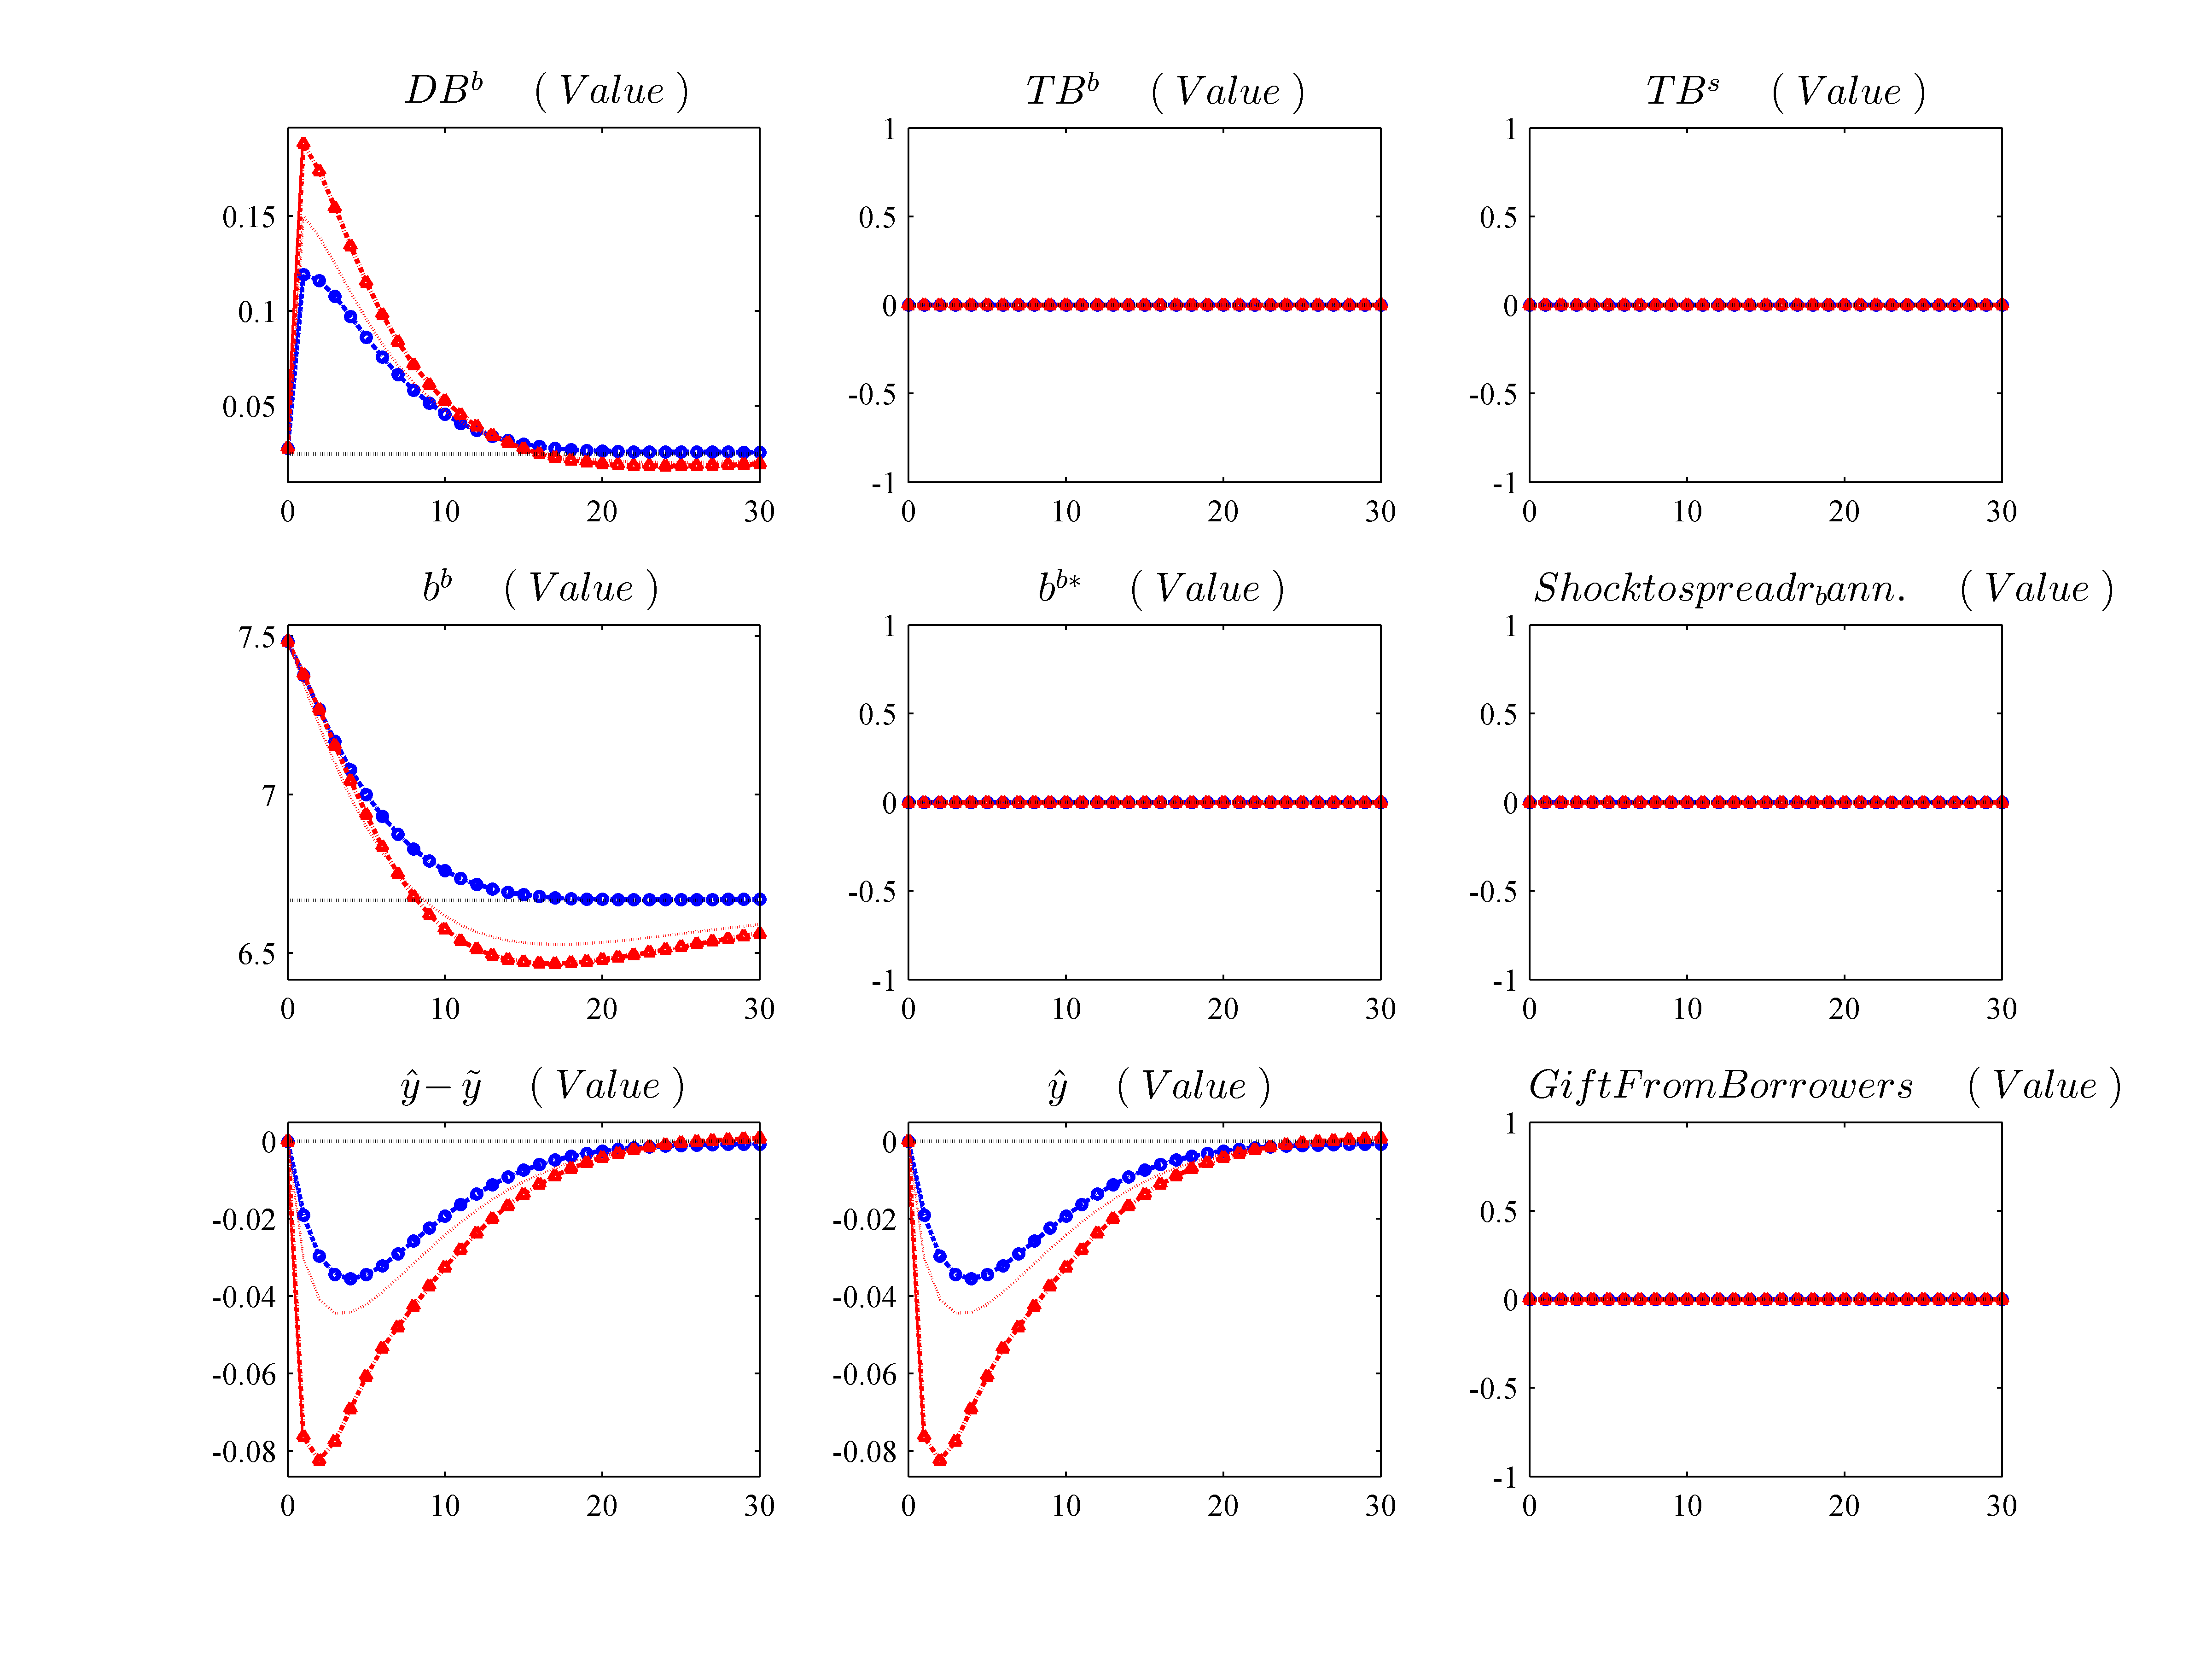 DB^b ( Value )
0.15
0.1
0.05
0 10 20 30
TB^b ( Value )
1
0.5
0
-0.5
-1
0 10 20 30
TB^s ( Value )
1
0.5
0
-0.5
-1
0 10 20 30
b^b ( Value )
7.5
7
6.5
0 10 20 30
b^{b*} ( Value )
1
0.5
0
-0.5
-1
0 10 20 30
Shocktospreadr_bann. ( Value )
1
0.5
0
-0.5
-1
0 10 20 30
ŷ − ỹ ( Value )
0
-0.02
-0.04
-0.06
-0.08
0 10 20 30
ŷ ( Value )
0
-0.02
-0.04
-0.06
-0.08
0 10 20 30
GiftFromBorrowers ( Value )
1
0.5
0
-0.5
-1
0 10 20 30